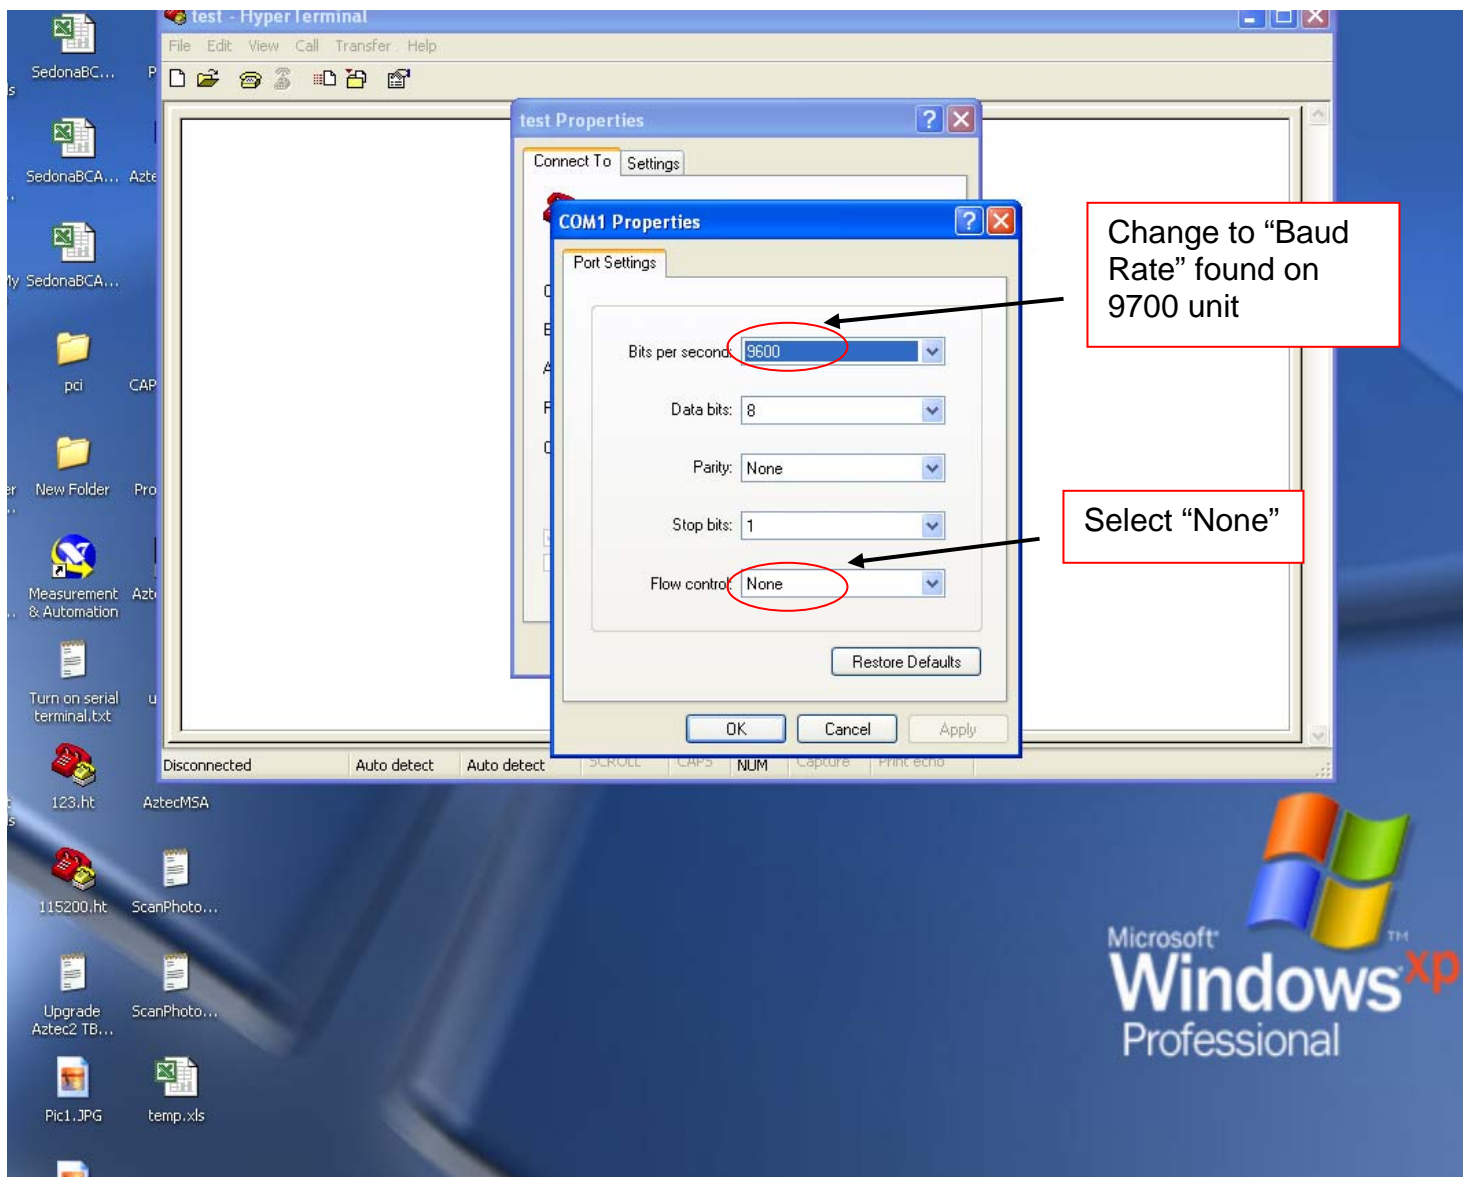 test - HyperTerminal
File Edit View Call Transfer Help
test Properties
Connect To Settings
COM1 Properties
Port Settings
Bits per second: 9600
Data bits: 8
Parity: None
Stop bits: 1
Flow control: None
Restore Defaults
OK Cancel Apply
Disconnected Auto detect Auto detect SCROLL CAPS NUM Capture Print echo
Change to “Baud
Rate” found on
9700 unit
Select “None”
SedonaBC...
SedonaBCA... Azte
SedonaBCA...
pci CAP
New Folder Pro
Measurement
& Automation
Turn on serial
terminal.txt
123.ht AztecMSA
115200.ht ScanPhoto...
Upgrade
Aztec2 TB...
ScanPhoto...
Pic1.JPG temp.xls
Microsoft
Windows xp
TM
Professional